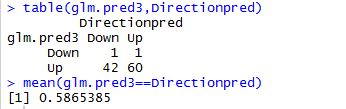 > table(glm.pred3,Directionpred)
Directionpred
glm.pred3 Down Up
Down 1 1
Up 42 60
> mean(glm.pred3==Directionpred)
[1] 0.5865385